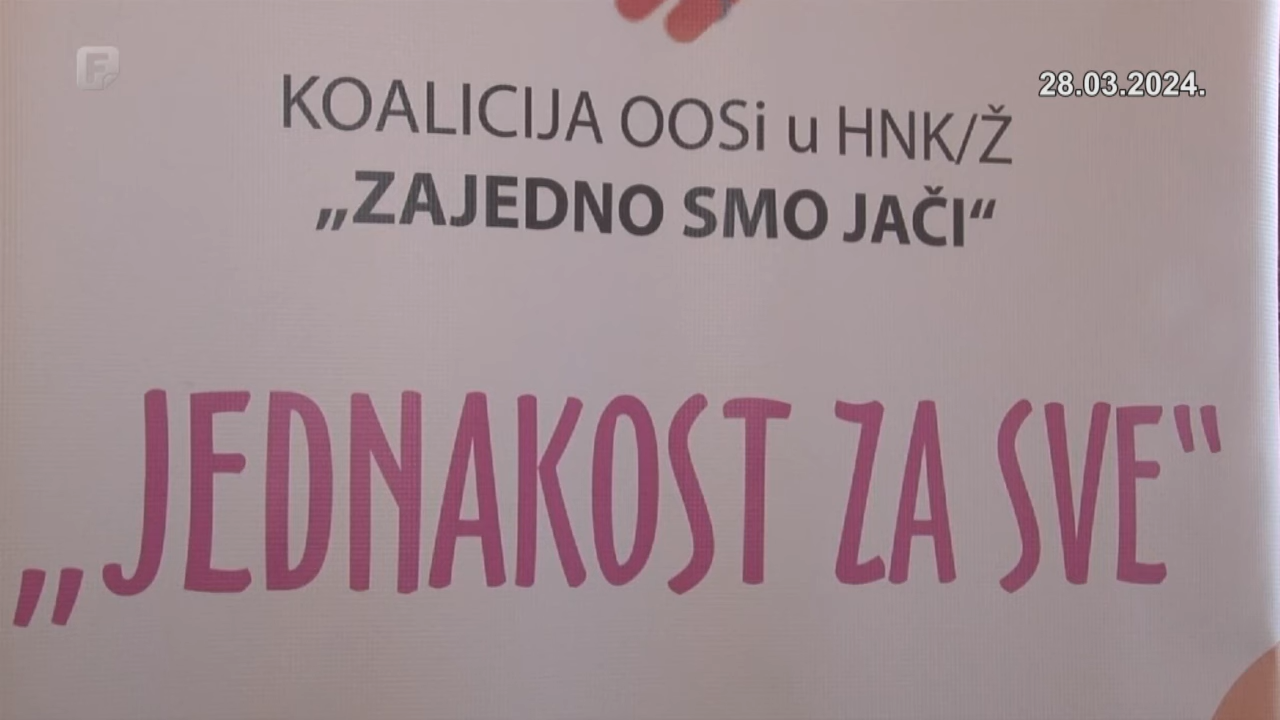 F
28.03.2024.
KOALICIJA OOSi u HNK/Ž
„ZAJEDNO SMO JAČI“
„JEDNAKOST ZA SVE“